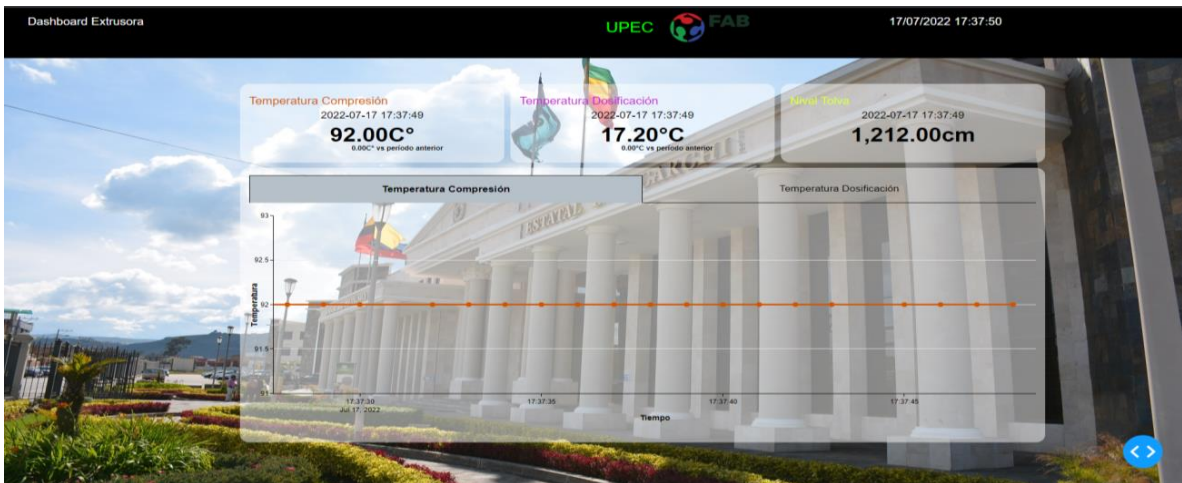 Dashboard Extrusora
UPEC
FAB
17/07/2022 17:37:50
Temperatura Compresión
2022-07-17 17:37:49
92.00C°
0.00C° vs período anterior
Temperatura Dosificación
2022-07-17 17:37:49
17.20°C
0.00°C vs período anterior
Nivel Tolva
2022-07-17 17:37:49
1,212.00cm
Temperatura Compresión
Temperatura Dosificación
93
92.5
92
91.5
91
Temperatura
17:37:30
Jul 17, 2022
17:37:35
17:37:40
17:37:45
Tiempo
ESTATAL